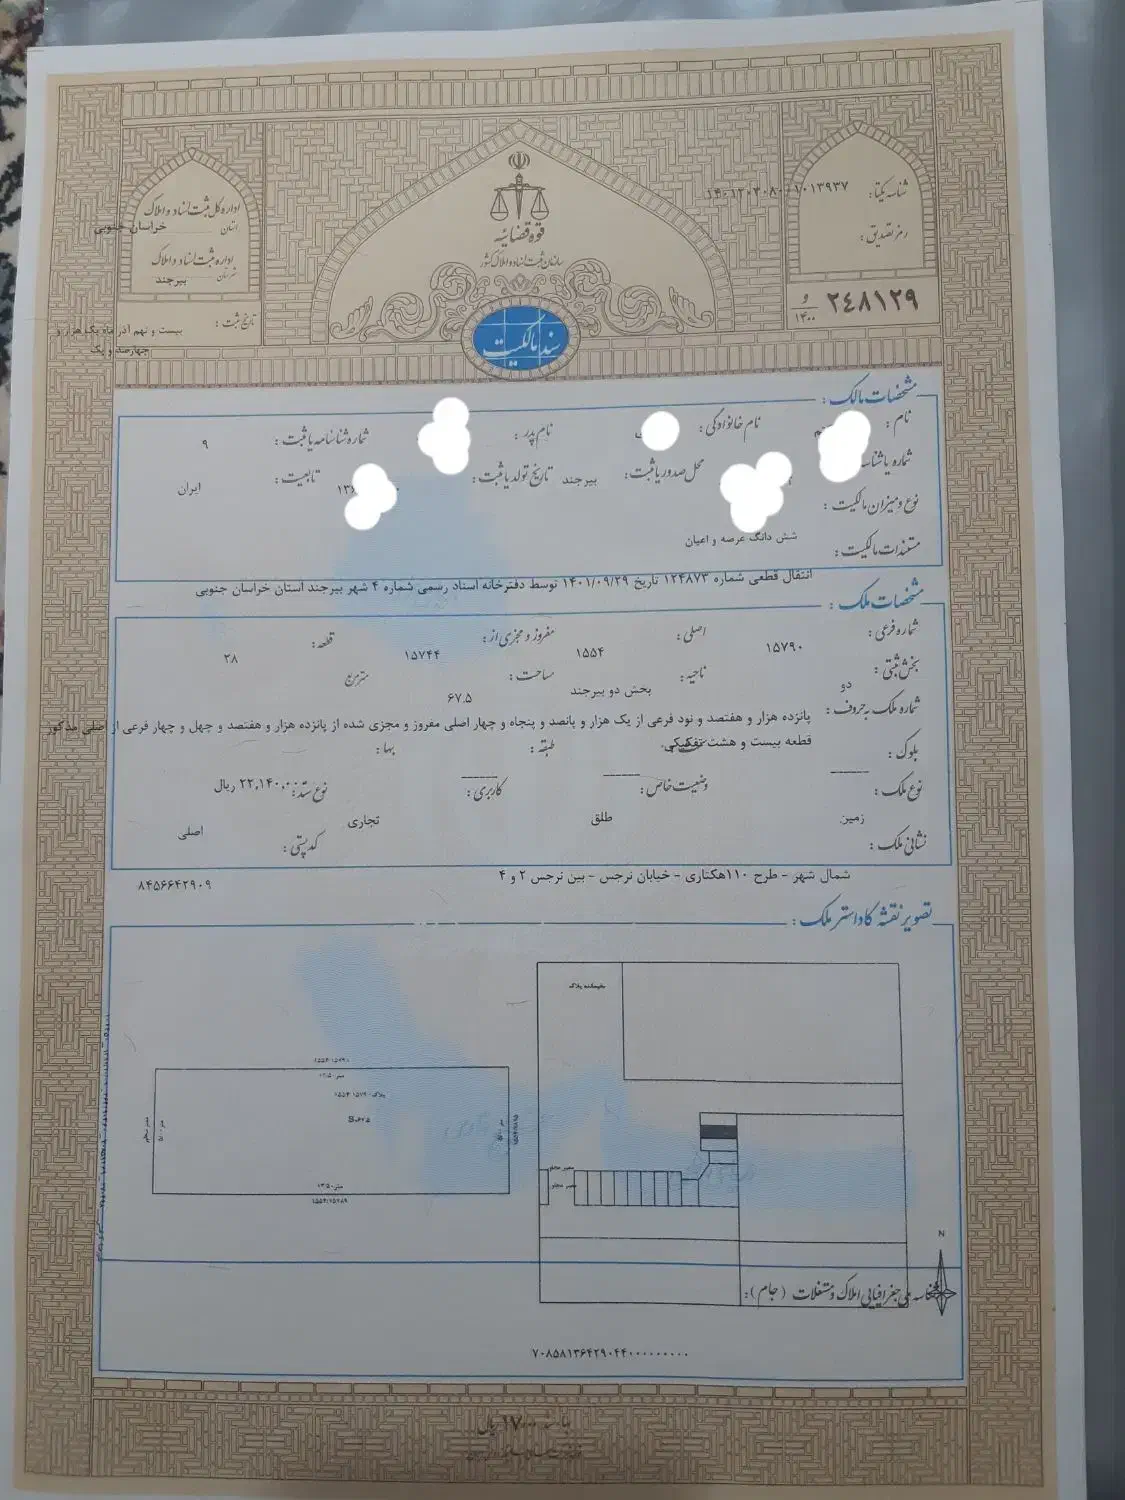 قوه قضائیه
سازمان ثبت اسناد و املاک کشور
شناسه یکتا:
رمز تصدیق:
۲۴۸۱۲۹
و
۱۴۰۰
اداره کل ثبت اسناد و املاک
استان خراسان جنوبی
اداره ثبت اسناد و املاک
شهرستان بیرجند
تاریخ ثبت :
بیست و نهم آذر ماه یک هزار و
چهارصد و یک
سند مالکیت
مشخصات مالک :
نام : نام خانوادگی : نام پدر : شماره شناسنامه یا ثبت : ۹
شماره یا شناسه محل صدور یا ثبت : بیرجند تاریخ تولد یا ثبت : تابعیت : ایران
نوع و میزان مالکیت :
شش دانگ عرصه و اعیان
مستندات مالکیت :
انتقال قطعی شماره ۱۲۴۸۷۳ تاریخ ۱۴۰۱/۰۹/۲۹ توسط دفترخانه اسناد رسمی شماره ۴ شهر بیرجند استان خراسان جنوبی
مشخصات ملک :
شماره فرعی : اصلی : مفروز و مجزی از : قطعه :
۱۵۷۹۰ ۱۵۵۴ ۱۵۷۴۴ ۲۸
بخش ثبتی : ناحیه : مساحت : مترمربع
دو بخش دو بیرجند ۶۷.۵
شماره ملک به حروف :
پانزده هزار و هفتصد و نود فرعی از یک هزار و پانصد و پنجاه و چهار اصلی مفروز و مجزی شده از پانزده هزار و هفتصد و چهل و چهار فرعی از اصلی مذکور
قطعه بیست و هشت تفکیکی
بلوک : طبقه : بها :
نوع ملک : وضعیت خاص : کاربری : نوع سند : ۲۲,۱۴۰,۰۰۰ ریال
زمین طلق تجاری اصلی
نشانی ملک : کد پستی :
شمال شهر - طرح ۱۱۰هکتاری - خیابان نرجس - بین نرجس ۲ و ۴
۸۴۵۶۶۴۲۹۰۹
تصویر نقشه کاداستر ملک :
۱۵۵۴/۱۵۷۸۹
N
شناسه ملی جغرافیایی املاک و مستغلات (جام) :